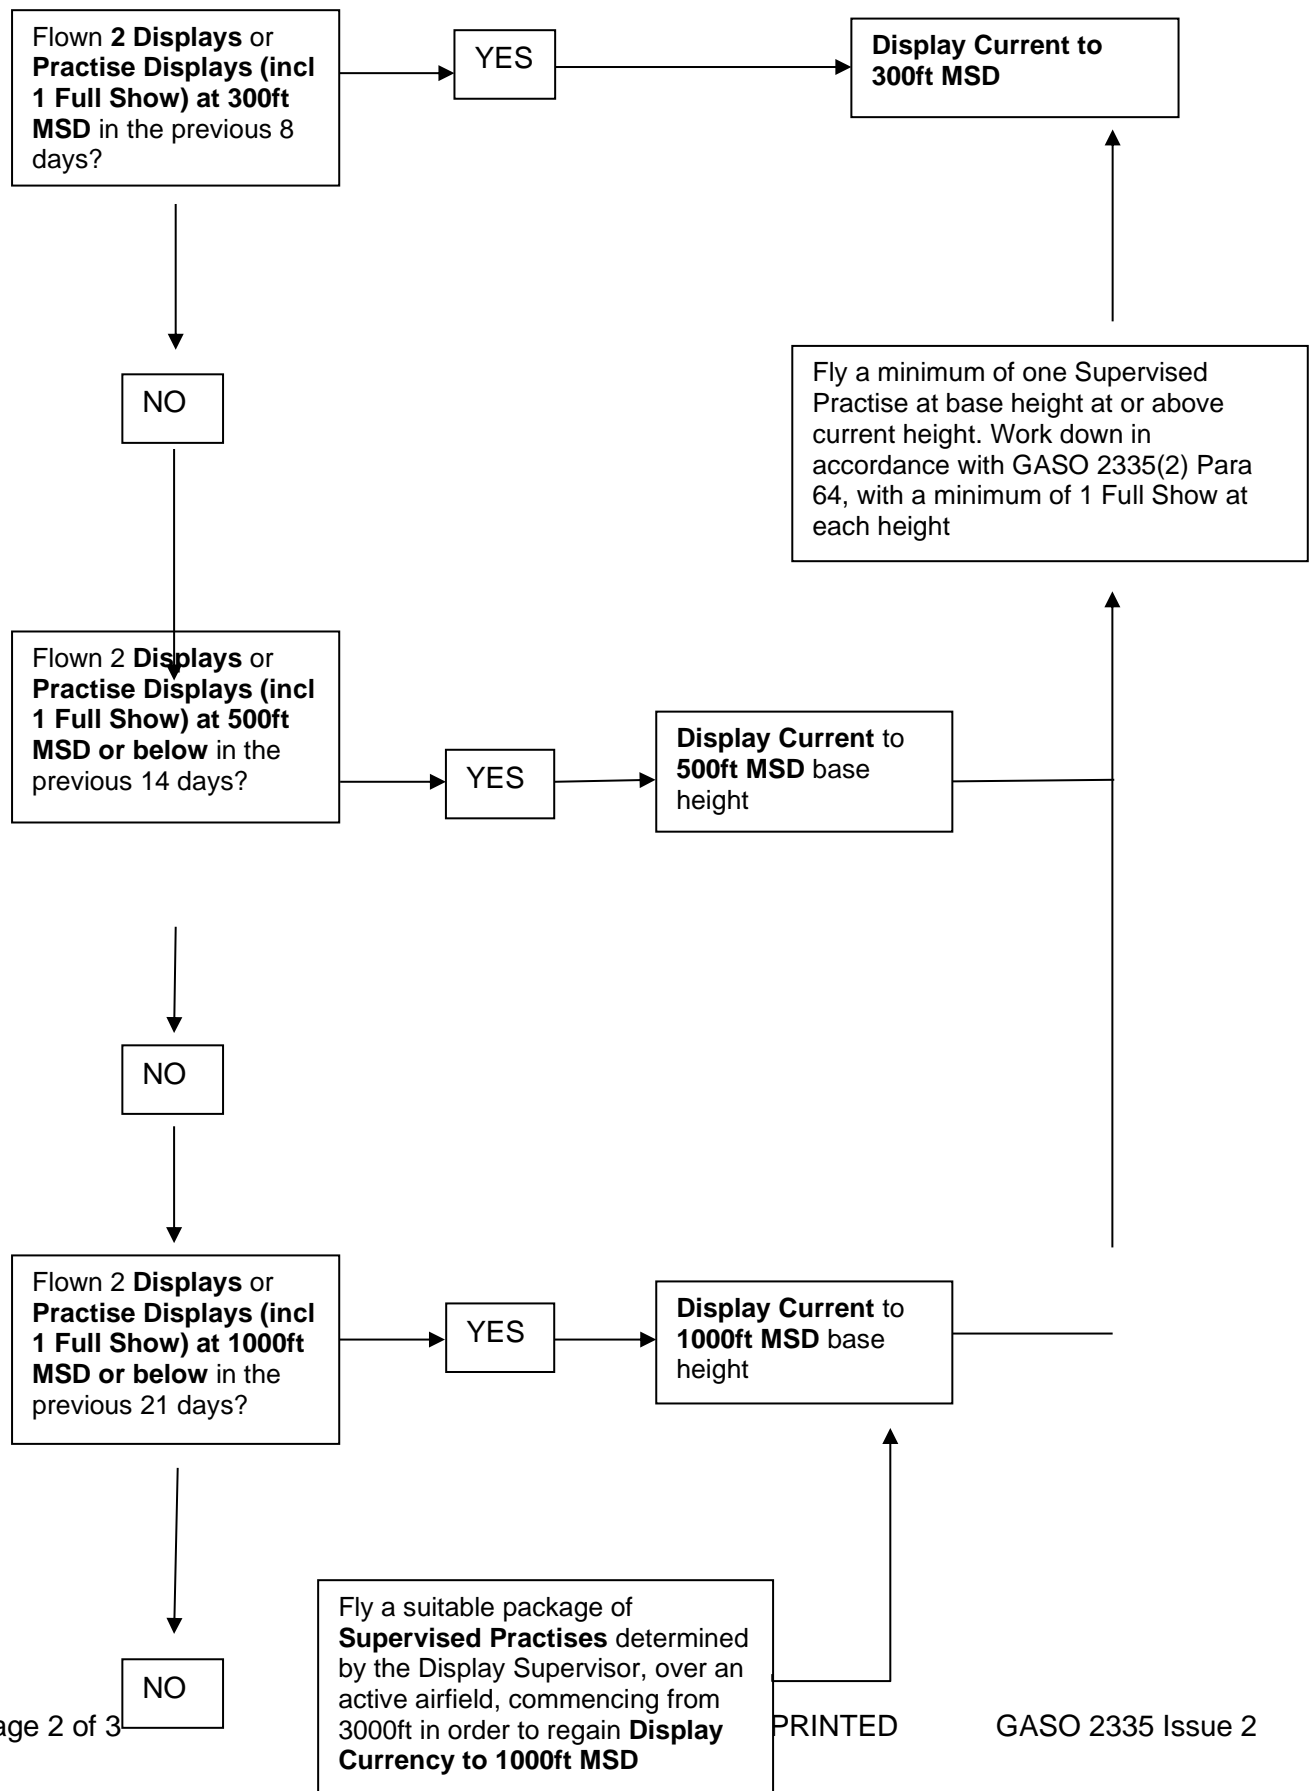 Flown 2 Displays or
Practise Displays (incl
1 Full Show) at 300ft
MSD in the previous 8
days?
YES
Display Current to
300ft MSD
NO
Fly a minimum of one Supervised
Practise at base height at or above
current height. Work down in
accordance with GASO 2335(2) Para
64, with a minimum of 1 Full Show at
each height
Flown 2 Displays or
Practise Displays (incl
1 Full Show) at 500ft
MSD or below in the
previous 14 days?
YES
Display Current to
500ft MSD base
height
NO
Flown 2 Displays or
Practise Displays (incl
1 Full Show) at 1000ft
MSD or below in the
previous 21 days?
YES
Display Current to
1000ft MSD base
height
NO
Fly a suitable package of
Supervised Practises determined
by the Display Supervisor, over an
active airfield, commencing from
3000ft in order to regain Display
Currency to 1000ft MSD
age 2 of 3
PRINTED
GASO 2335 Issue 2